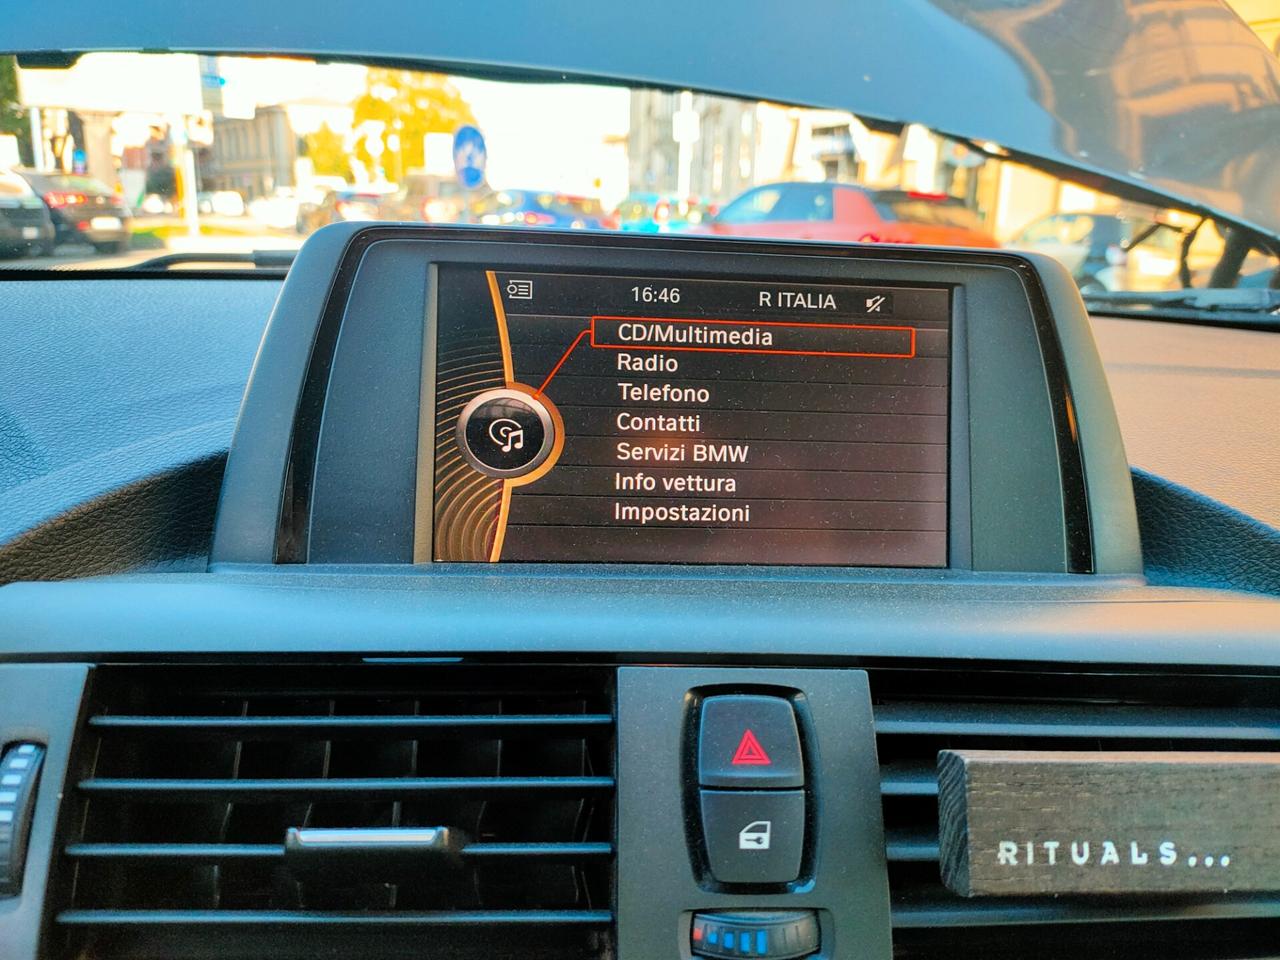 16:46 R ITALIA
CD/Multimedia
Radio
Telefono
Contatti
Servizi BMW
Info vettura
Impostazioni
RITUALS...